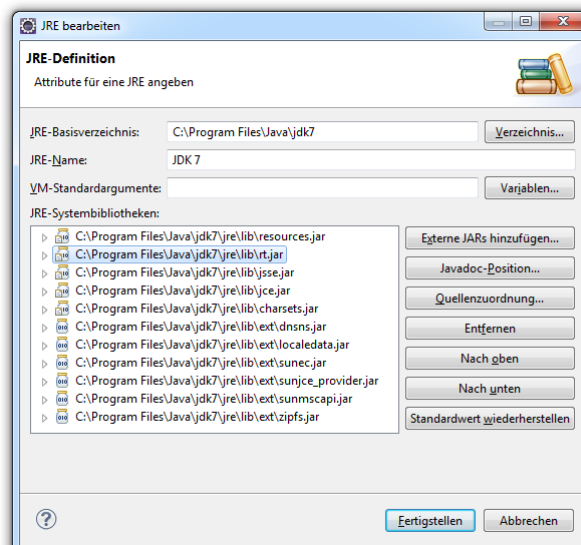 JRE bearbeiten
JRE-Definition
Attribute für eine JRE angeben
JRE-Basisverzeichnis: C:\Program Files\Java\jdk7 Verzeichnis...
JRE-Name: JDK 7
VM-Standardargumente: Variablen...
JRE-Systembibliotheken:
C:\Program Files\Java\jdk7\jre\lib\resources.jar Externe JARs hinzufügen...
C:\Program Files\Java\jdk7\jre\lib\rt.jar
C:\Program Files\Java\jdk7\jre\lib\jsse.jar Javadoc-Position...
C:\Program Files\Java\jdk7\jre\lib\jce.jar
C:\Program Files\Java\jdk7\jre\lib\charsets.jar Quellenzuordnung...
C:\Program Files\Java\jdk7\jre\lib\ext\dnsns.jar Entfernen
C:\Program Files\Java\jdk7\jre\lib\ext\localedata.jar
C:\Program Files\Java\jdk7\jre\lib\ext\sunec.jar Nach oben
C:\Program Files\Java\jdk7\jre\lib\ext\sunjce_provider.jar
C:\Program Files\Java\jdk7\jre\lib\ext\sunmscapi.jar Nach unten
C:\Program Files\Java\jdk7\jre\lib\ext\zipfs.jar Standardwert wiederherstellen
Fertigstellen Abbrechen